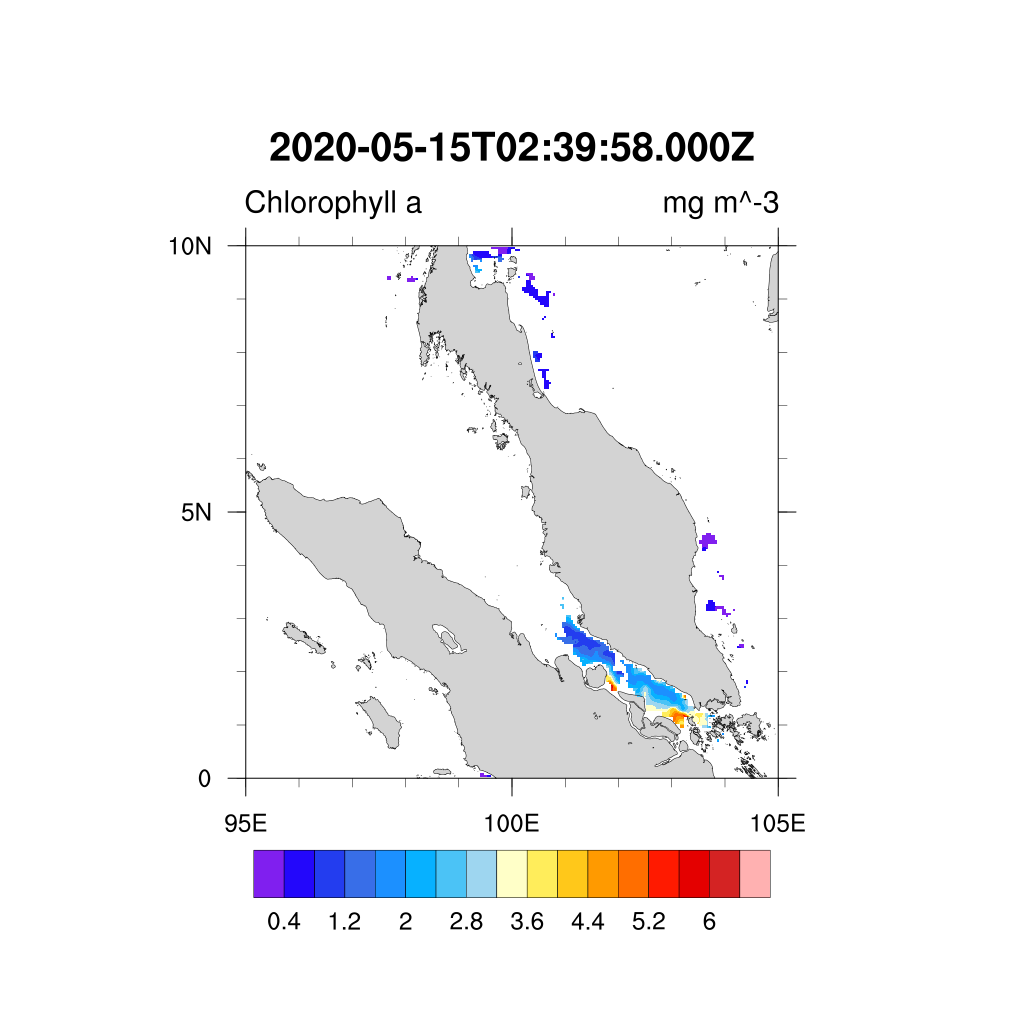 2020-05-15T02:39:58.000Z
Chlorophyll a mg m^-3
10N
5N
0
95E 100E 105E
0.4 1.2 2 2.8 3.6 4.4 5.2 6